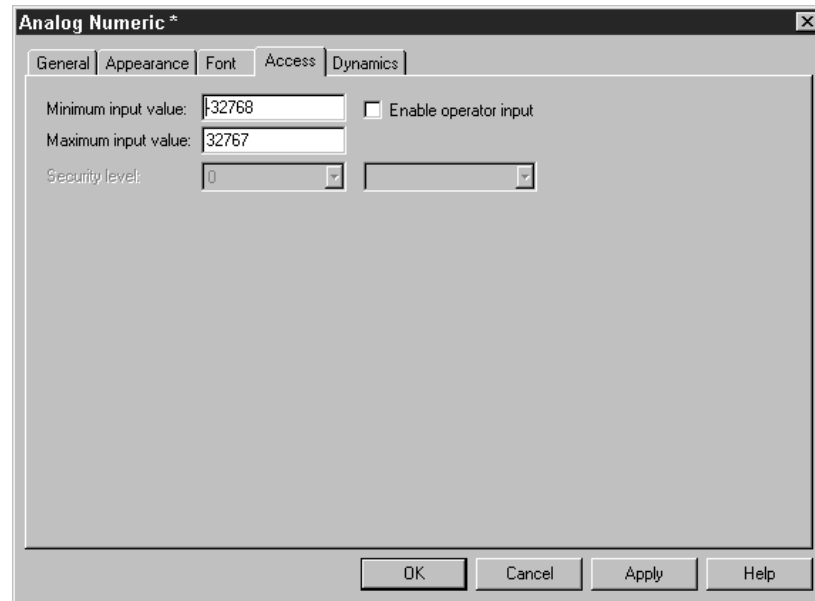 Analog Numeric *
General Appearance Font Access Dynamics
Minimum input value: -32768 Enable operator input
Maximum input value: 32767
Security level: 0
OK Cancel Apply Help